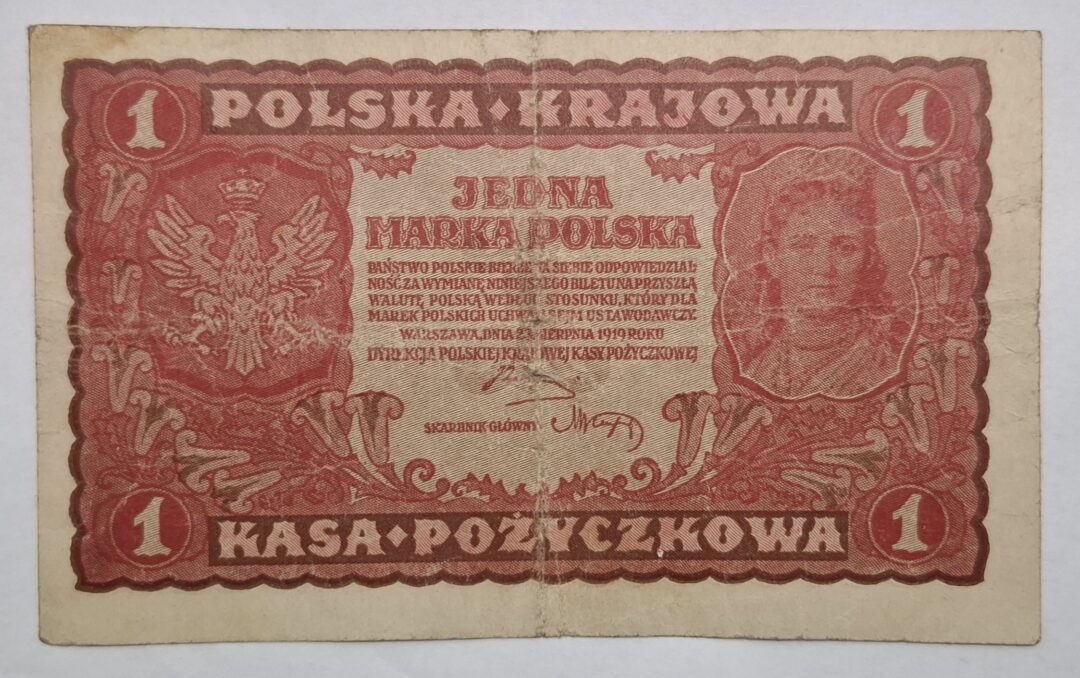 1 POLSKA ◆ KRAJOWA 1
JEDNA
MARKA POLSKA
PAŃSTWO POLSKIE BIERZE NA SIEBIE ODPOWIEDZIAL
NOŚĆ ZA WYMIANĘ NINIEJSZEGO BILETU NA PRZYSZŁĄ
WALUTĘ POLSKĄ WEDŁUG STOSUNKU, KTÓRY DLA
MAREK POLSKICH UCHWALI SEJM USTAWODAWCZY.
WARSZAWA, DNIA 23 SIERPNIA 1919 ROKU
DYREKCJA POLSKIEJ KRAJOWEJ KASY POŻYCZKOWEJ
SKARBNIK GŁÓWNY
1 KASA ◆ POŻYCZKOWA 1